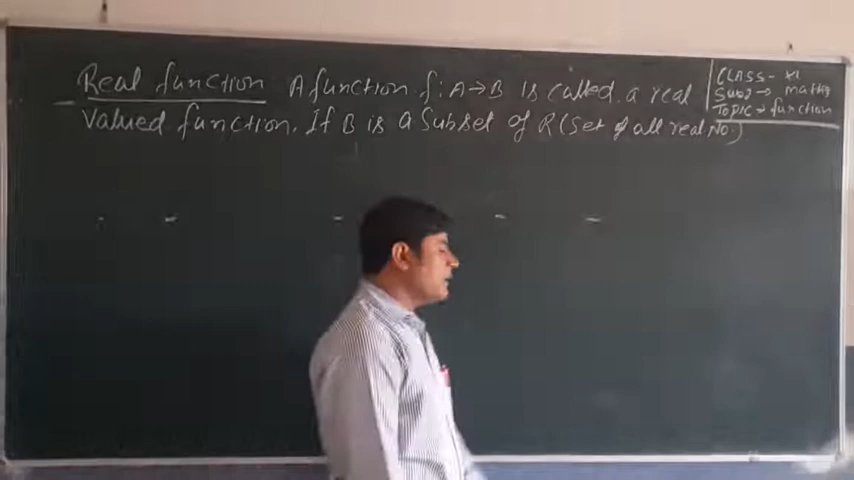 Real function A function f: A→B is called a real
Valued function, If B is a Subset of R (Set of all real No.)
CLASS- XI
Subj → maths
Topic → function